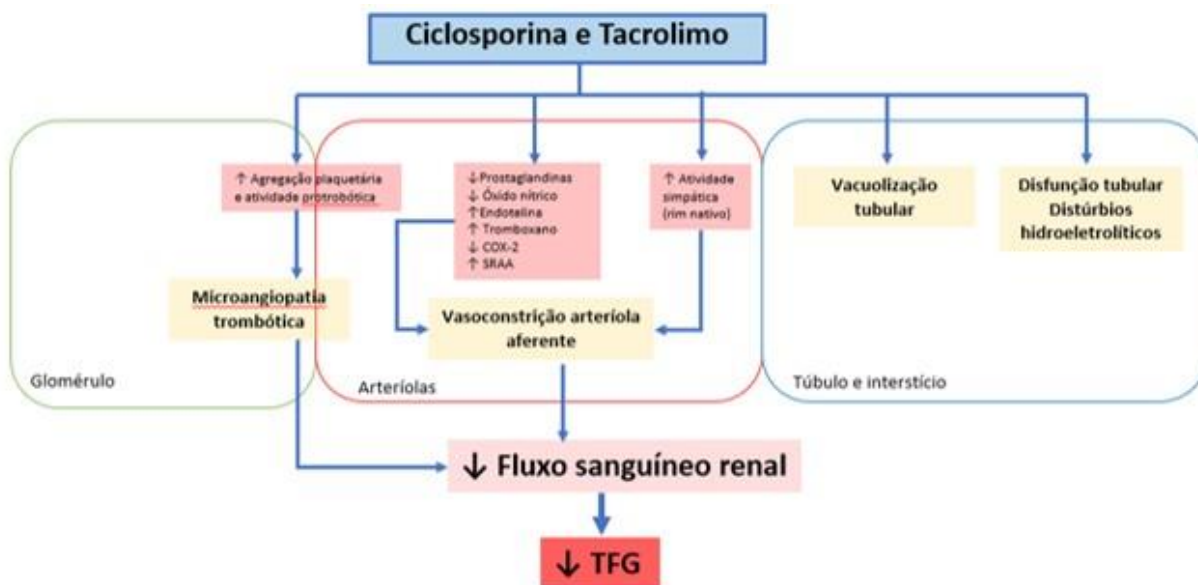 Ciclosporina e Tacrolimo
↑ Agregação plaquetária
e atividade protrobótica
↓Prostaglandinas
↓ Óxido nítrico
↑Endotelina
↑ Tromboxano
↓ COX-2
↑ SRAA
↑ Atividade
simpática
(rim nativo)
Vacuolização
tubular
Disfunção tubular
Distúrbios
hidroeletrolíticos
Microangiopatia
trombótica
Vasoconstrição arteríola
aferente
Glomérulo
Arteríolas
Túbulo e interstício
↓ Fluxo sanguíneo renal
↓ TFG